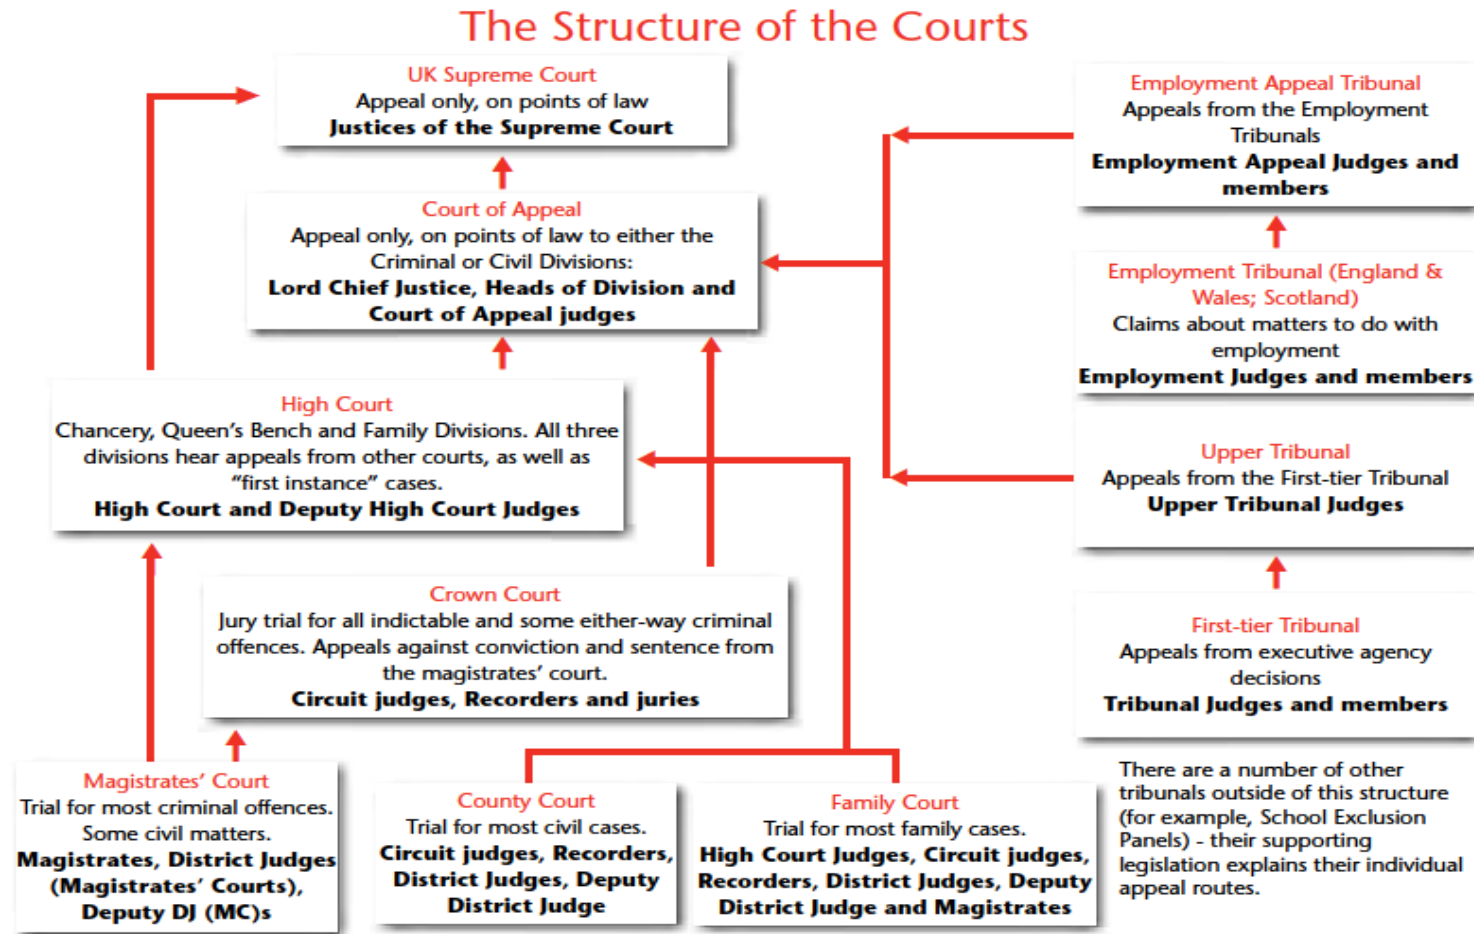 The Structure of the Courts
UK Supreme Court
Appeal only, on points of law
Justices of the Supreme Court
Court of Appeal
Appeal only, on points of law to either the
Criminal or Civil Divisions:
Lord Chief Justice, Heads of Division and
Court of Appeal judges
High Court
Chancery, Queen's Bench and Family Divisions. All three
divisions hear appeals from other courts, as well as
“first instance” cases.
High Court and Deputy High Court Judges
Crown Court
Jury trial for all indictable and some either-way criminal
offences. Appeals against conviction and sentence from
the magistrates' court.
Circuit judges, Recorders and juries
Magistrates' Court
Trial for most criminal offences.
Some civil matters.
Magistrates, District Judges
(Magistrates' Courts),
Deputy DJ (MC)s
County Court
Trial for most civil cases.
Circuit judges, Recorders,
District Judges, Deputy
District Judge
Family Court
Trial for most family cases.
High Court Judges, Circuit judges,
Recorders, District Judges, Deputy
District Judge and Magistrates
Employment Appeal Tribunal
Appeals from the Employment
Tribunals
Employment Appeal Judges and
members
Employment Tribunal (England &
Wales; Scotland)
Claims about matters to do with
employment
Employment Judges and members
Upper Tribunal
Appeals from the First-tier Tribunal
Upper Tribunal Judges
First-tier Tribunal
Appeals from executive agency
decisions
Tribunal Judges and members
There are a number of other
tribunals outside of this structure
(for example, School Exclusion
Panels) - their supporting
legislation explains their individual
appeal routes.